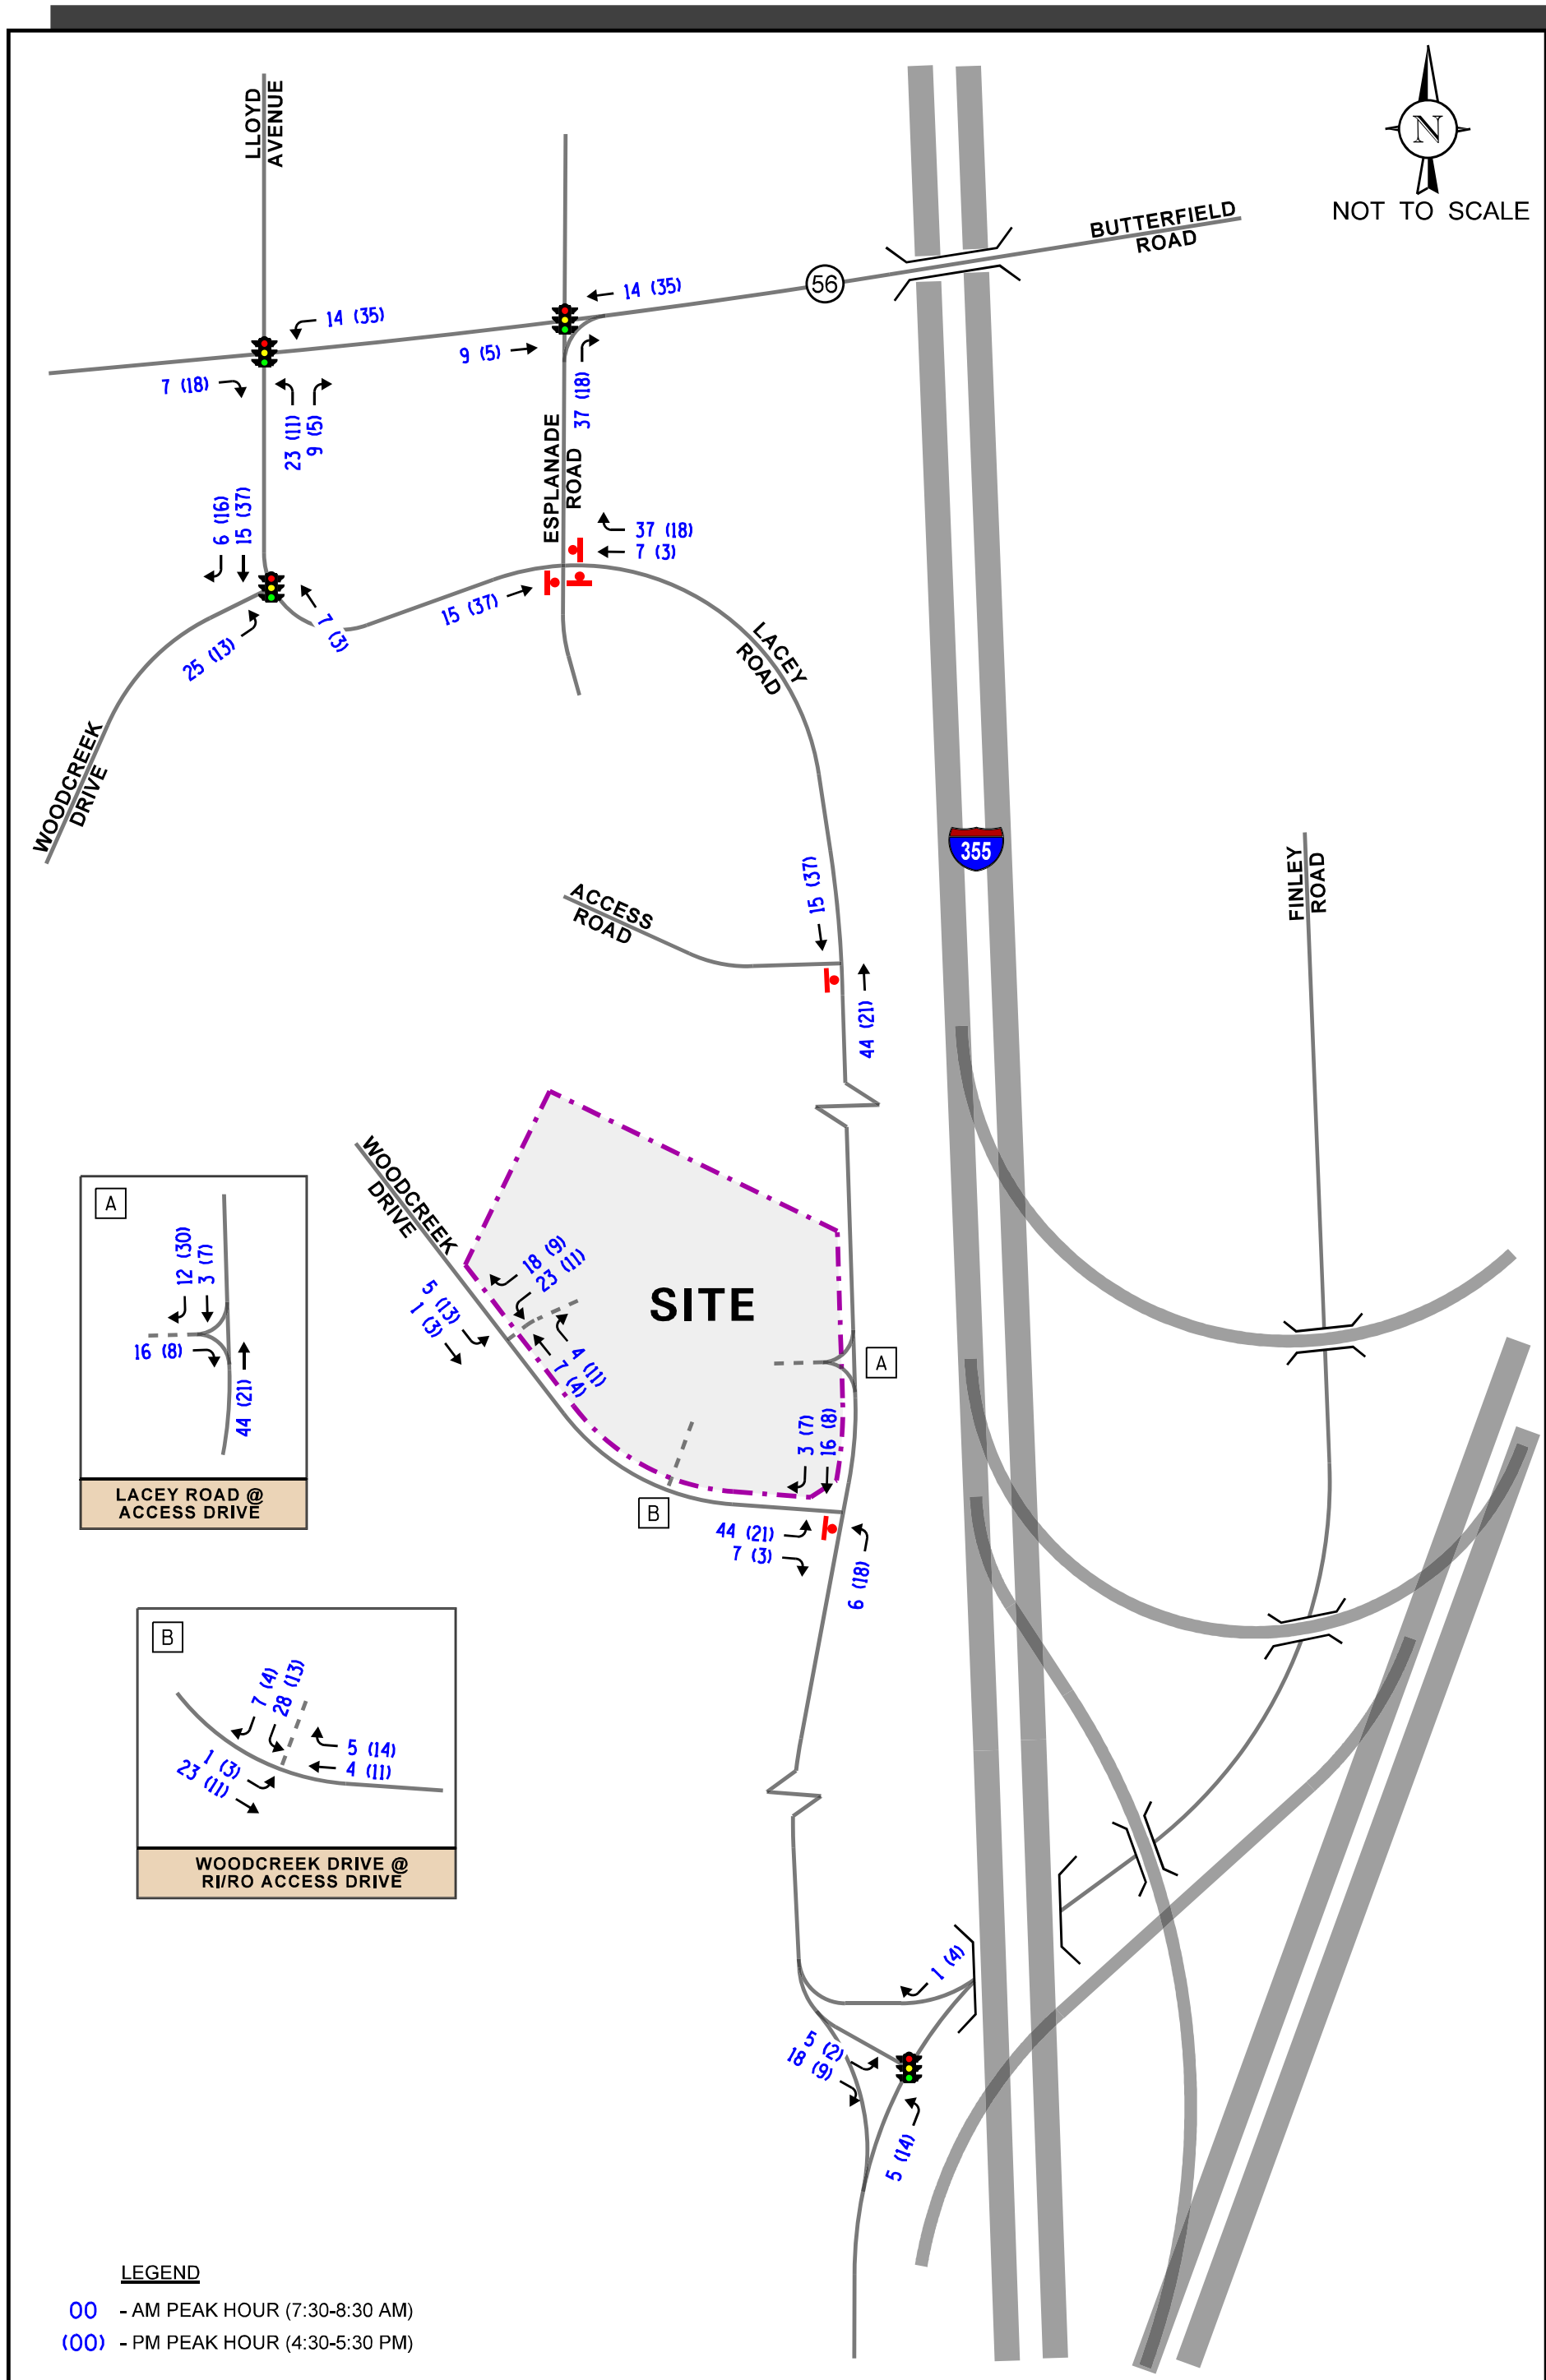 LLOYD
AVENUE
N
NOT TO SCALE
BUTTERFIELD
ROAD
56
14 (35)
14 (35)
9 (5)
7 (18)
23 (11)
9 (5)
37 (18)
ESPLANADE
ROAD
6 (16)
15 (37)
37 (18)
7 (3)
15 (37)
7 (3)
25 (13)
LACEY
ROAD
WOODCREEK
DRIVE
355
FINLEY
ROAD
15 (37)
ACCESS
ROAD
44 (21)
WOODCREEK
DRIVE
A
12 (30)
3 (7)
16 (8)
44 (21)
LACEY ROAD @
ACCESS DRIVE
18 (9)
23 (11)
5 (13)
1 (3)
SITE
4 (11)
7 (4)
A
3 (7)
16 (8)
B
44 (21)
7 (3)
6 (18)
B
7 (4)
28 (13)
5 (14)
4 (11)
1 (3)
23 (11)
WOODCREEK DRIVE @
RI/RO ACCESS DRIVE
1 (4)
5 (2)
18 (9)
5 (14)
LEGEND
00 - AM PEAK HOUR (7:30-8:30 AM)
(00) - PM PEAK HOUR (4:30-5:30 PM)